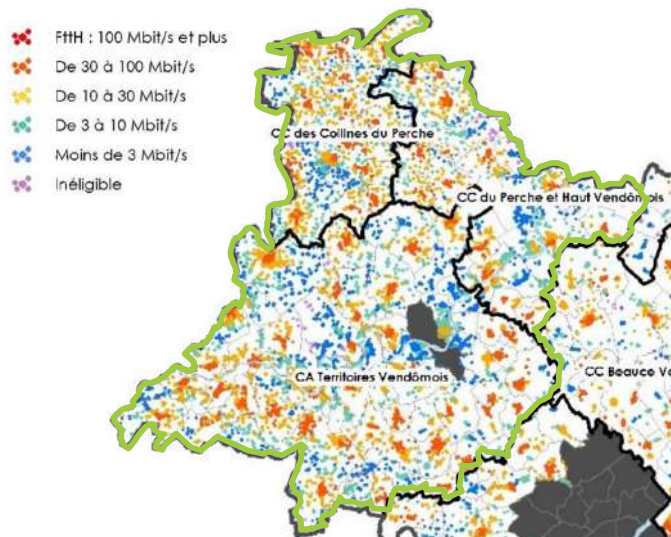 FttH : 100 Mbit/s et plus
De 30 à 100 Mbit/s
De 10 à 30 Mbit/s
De 3 à 10 Mbit/s
Moins de 3 Mbit/s
Inéligible
CC des Collines du Perche
CC du Perche et Haut Vendômois
CA Territoires Vendômois
CC Beauce Va